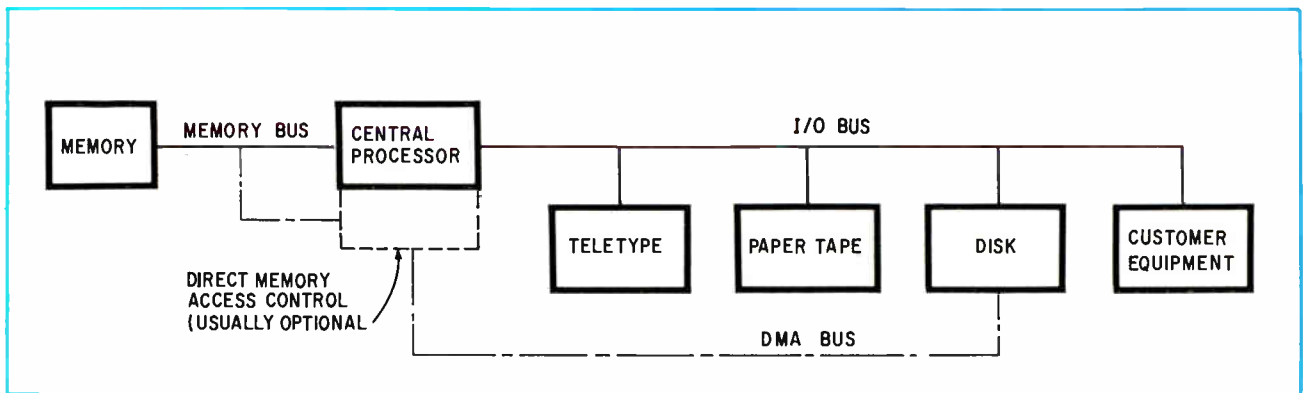 MEMORY
MEMORY BUS
CENTRAL
PROCESSOR
I/O BUS
TELETYPE
PAPER TAPE
DISK
CUSTOMER
EQUIPMENT
DIRECT MEMORY
ACCESS CONTROL
(USUALLY OPTIONAL
DMA BUS